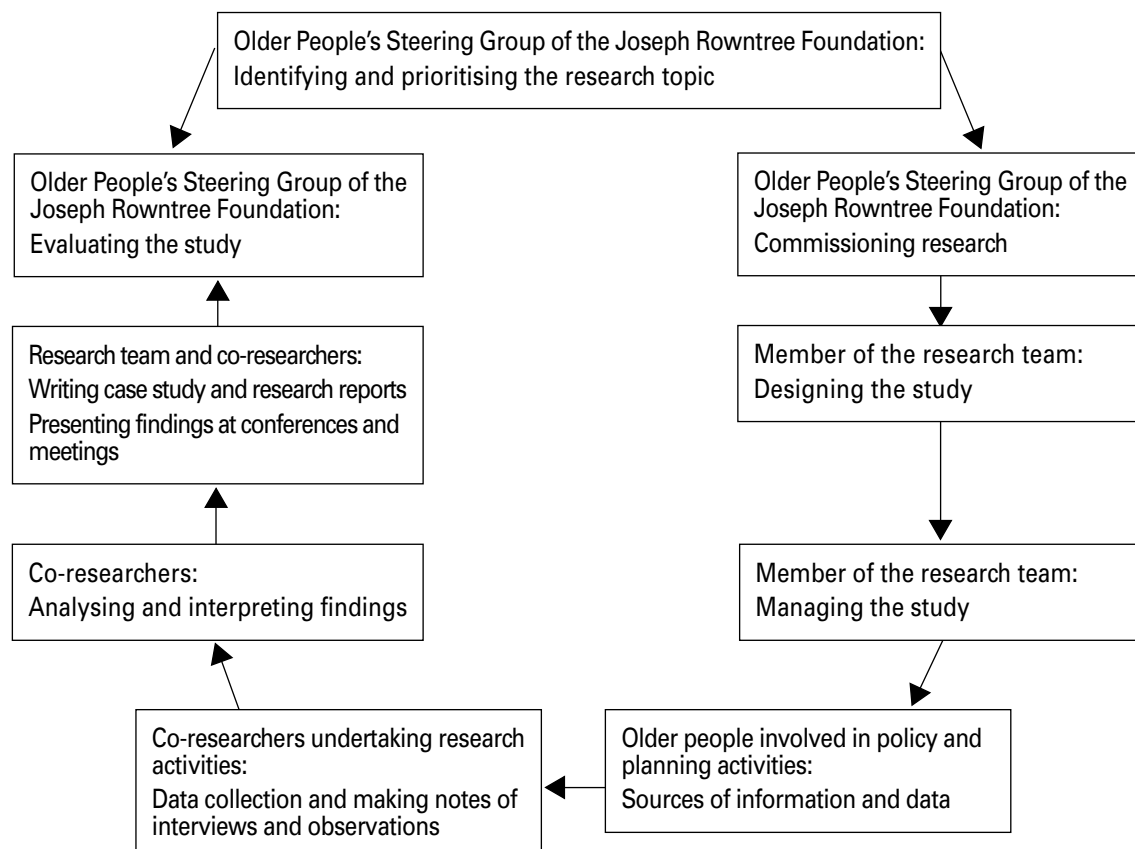 Older People's Steering Group of the Joseph Rowntree Foundation:
Identifying and prioritising the research topic
Older People's Steering Group of the
Joseph Rowntree Foundation:
Evaluating the study
Older People's Steering Group of the
Joseph Rowntree Foundation:
Commissioning research
Research team and co-researchers:
Writing case study and research reports
Presenting findings at conferences and
meetings
Member of the research team:
Designing the study
Co-researchers:
Analysing and interpreting findings
Member of the research team:
Managing the study
Co-researchers undertaking research
activities:
Data collection and making notes of
interviews and observations
Older people involved in policy and
planning activities:
Sources of information and data